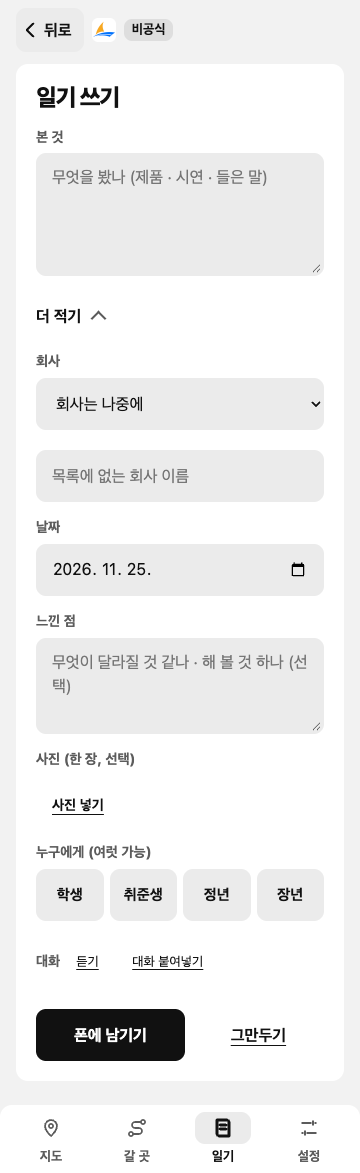 뒤로
비공식
일기 쓰기
본 것
무엇을 봤나 (제품 · 시연 · 들은 말)
더 적기
회사
회사는 나중에
목록에 없는 회사 이름
날짜
2026. 11. 25.
느낀 점
무엇이 달라질 것 같나 · 해 볼 것 하나 (선
택)
사진 (한 장, 선택)
사진 넣기
누구에게 (여럿 가능)
학생 취준생 정년 장년
대화 듣기 대화 붙여넣기
폰에 남기기 그만두기
지도 갈 곳 일기 설정